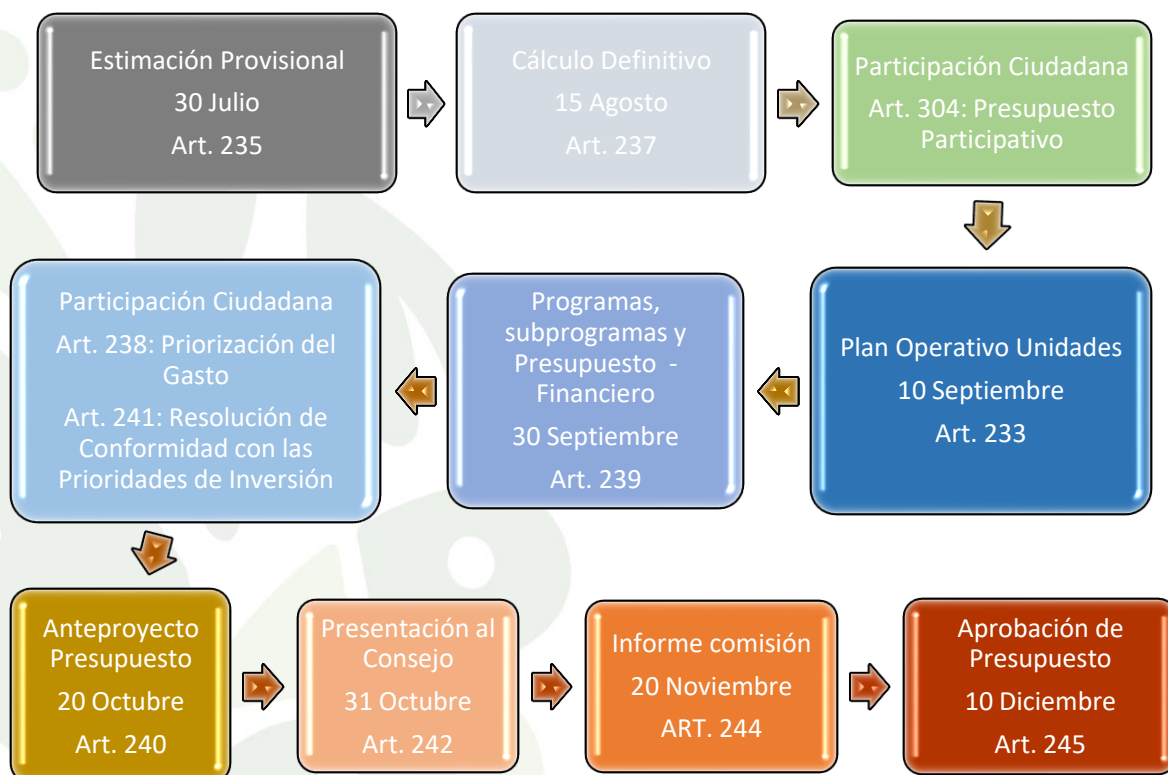 Estimación Provisional
30 Julio
Art. 235
Cálculo Definitivo
15 Agosto
Art. 237
Participación Ciudadana
Art. 304: Presupuesto
Participativo
Plan Operativo Unidades
10 Septiembre
Art. 233
Programas,
subprogramas y
Presupuesto -
Financiero
30 Septiembre
Art. 239
Participación Ciudadana
Art. 238: Priorización del
Gasto
Art. 241: Resolución de
Conformidad con las
Prioridades de Inversión
Anteproyecto
Presupuesto
20 Octubre
Art. 240
Presentación al
Consejo
31 Octubre
Art. 242
Informe comisión
20 Noviembre
ART. 244
Aprobación de
Presupuesto
10 Diciembre
Art. 245